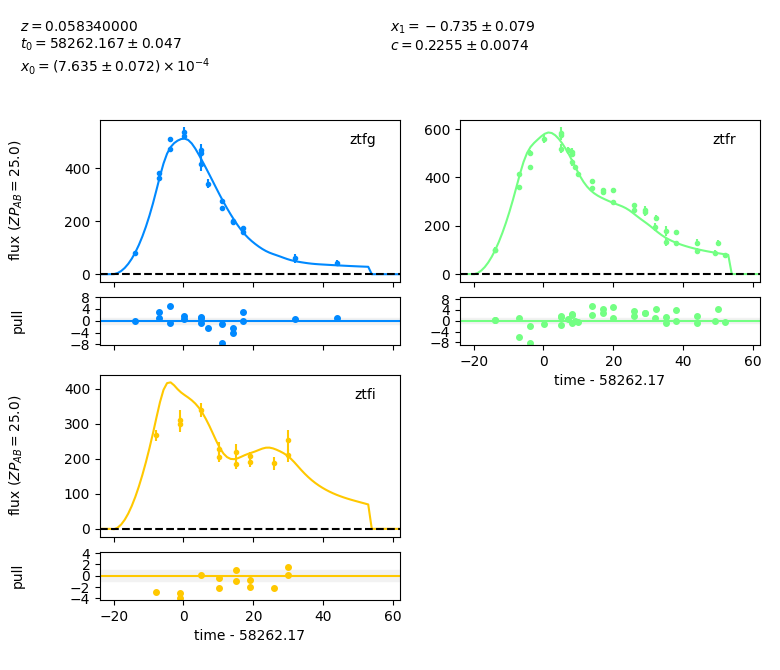 z = 0.058340000
t0 = 58262.167 ± 0.047
x0 = (7.635 ± 0.072) × 10^-4
x1 = −0.735 ± 0.079
c = 0.2255 ± 0.0074
flux (ZP_AB = 25.0)
400
200
0
ztfg
600
400
200
0
ztfr
pull
8
4
0
−4
−8
8
4
0
−4
−8
−20 0 20 40 60
time - 58262.17
flux (ZP_AB = 25.0)
400
300
200
100
0
ztfi
pull
4
2
0
−2
−4
−20 0 20 40 60
time - 58262.17